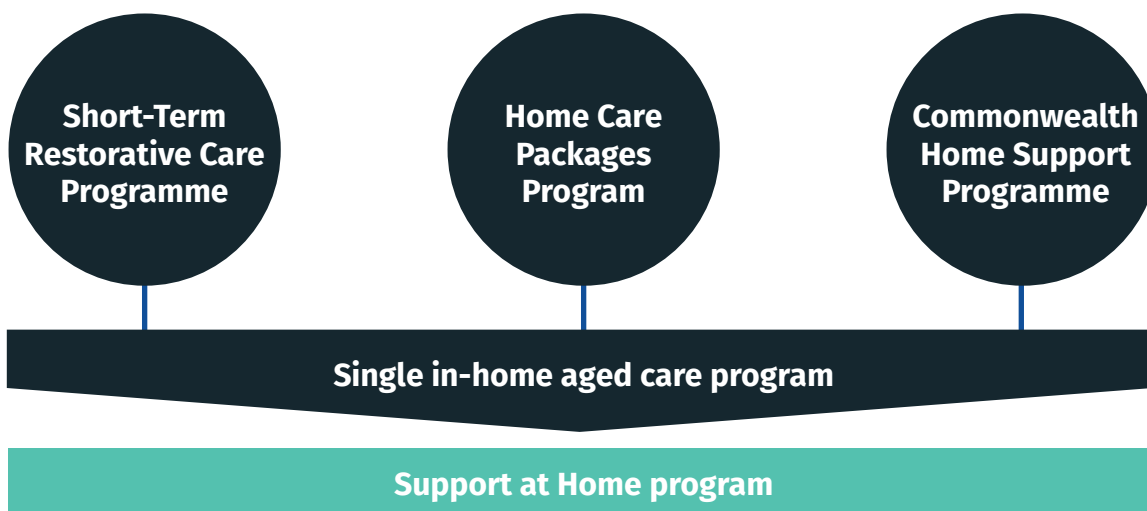 Short-Term
Restorative Care
Programme
Home Care
Packages
Program
Commonwealth
Home Support
Programme
Single in-home aged care program
Support at Home program